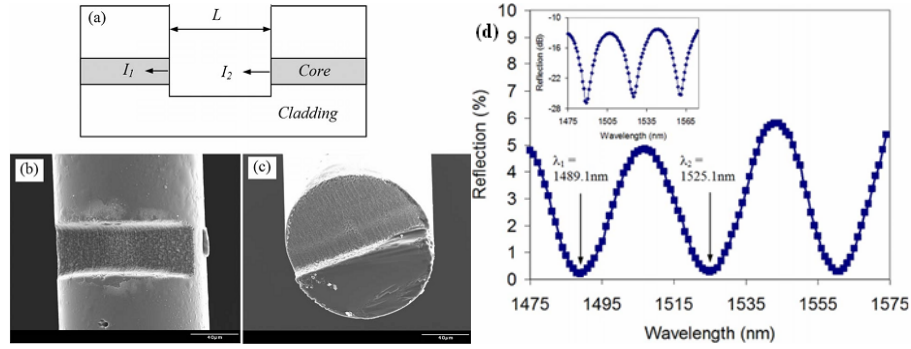 (a)
L
I1
I2
Core
Cladding
(b)
40µm
(c)
40µm
(d)
Reflection (%)
10
9
8
7
6
5
4
3
2
1
0
1475
1495
1515
1535
1555
1575
Wavelength (nm)
Reflection (dB)
-10
-16
-22
-28
1475
1505
1535
1565
Wavelength (nm)
λ1 =
1489.1nm
λ2 =
1525.1nm